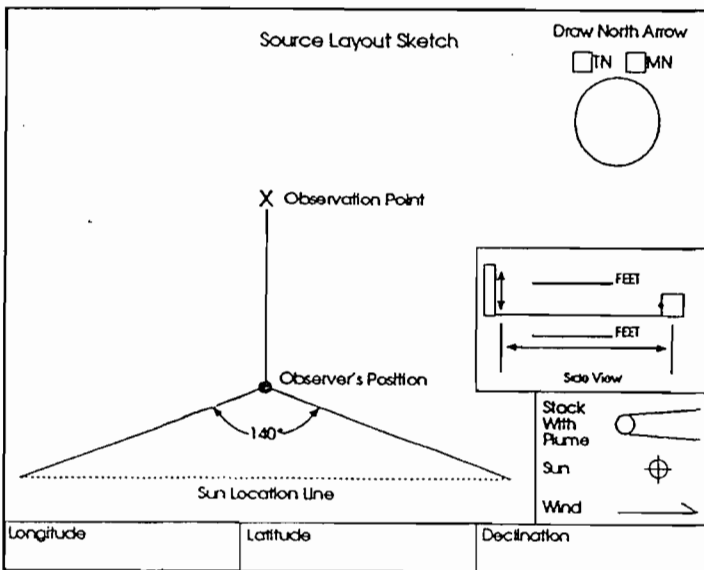 Source Layout Sketch
Draw North Arrow
TN MN
X Observation Point
FEET
FEET
Side View
Observer's Position
140°
Sun Location Line
Stack
With
Plume
Sun
Wind
Longitude
Latitude
Declination